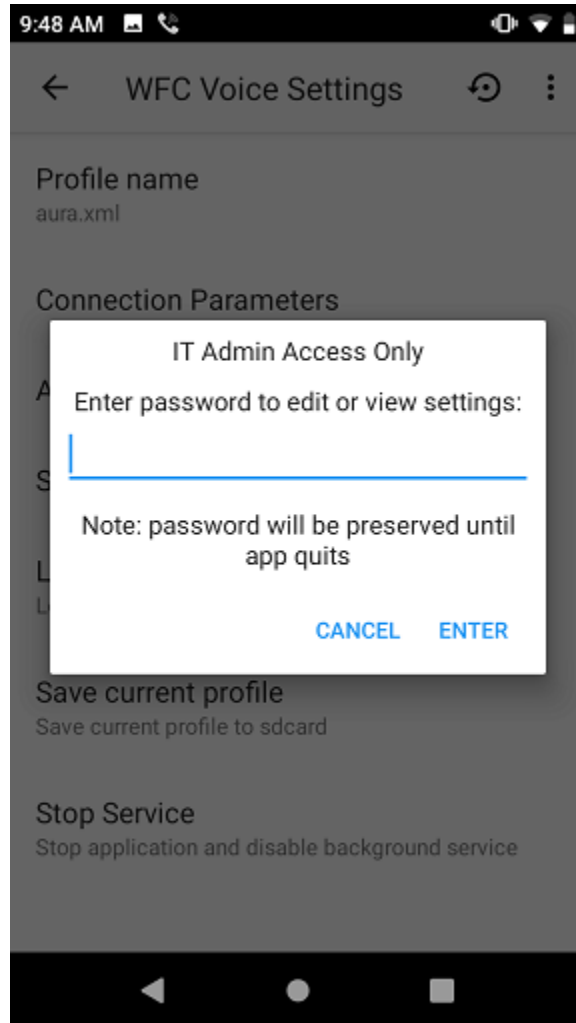 9:48 AM
WFC Voice Settings
Profile name
aura.xml
Connection Parameters
IT Admin Access Only
Enter password to edit or view settings:
Note: password will be preserved until
app quits
CANCEL ENTER
Save current profile
Save current profile to sdcard
Stop Service
Stop application and disable background service